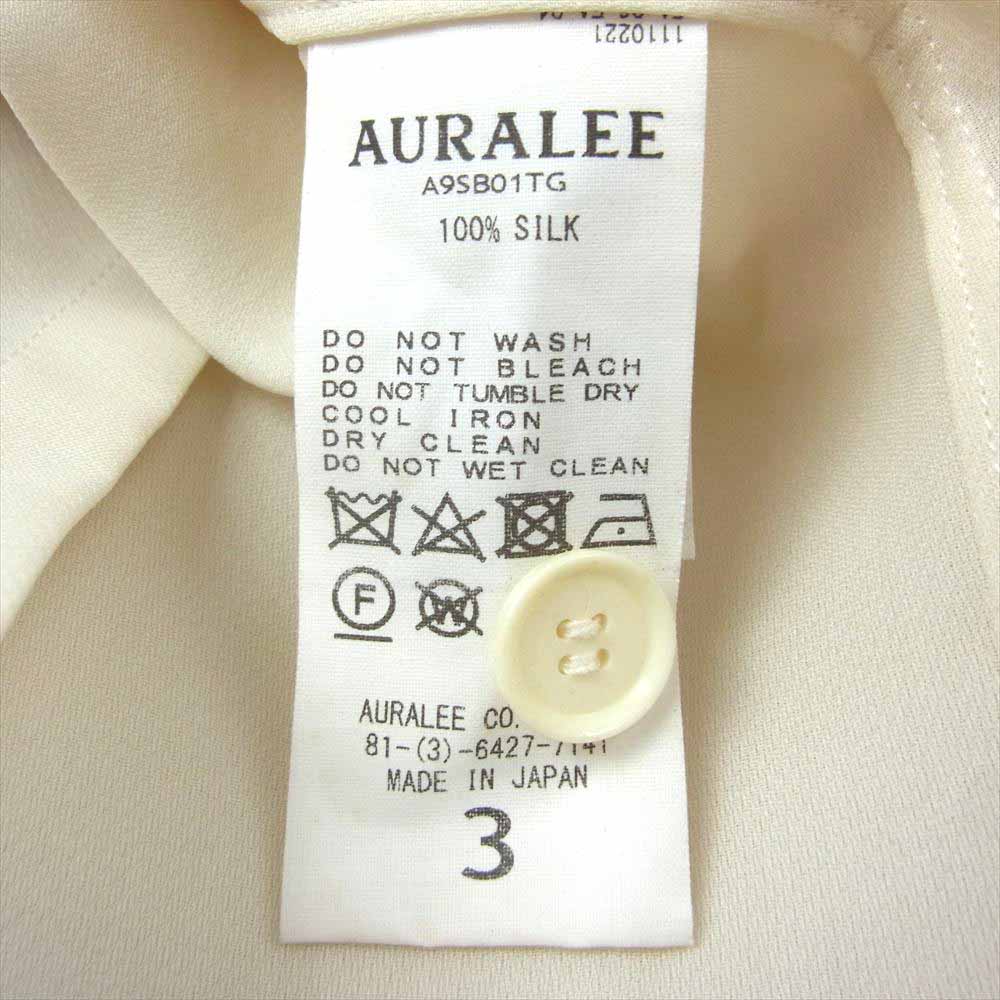 1110221
AURALEE
A9SB01TG
100% SILK
DO NOT WASH
DO NOT BLEACH
DO NOT TUMBLE DRY
COOL IRON
DRY CLEAN
DO NOT WET CLEAN
F W
AURALEE CO.
81-(3)-6427-7141
MADE IN JAPAN
3